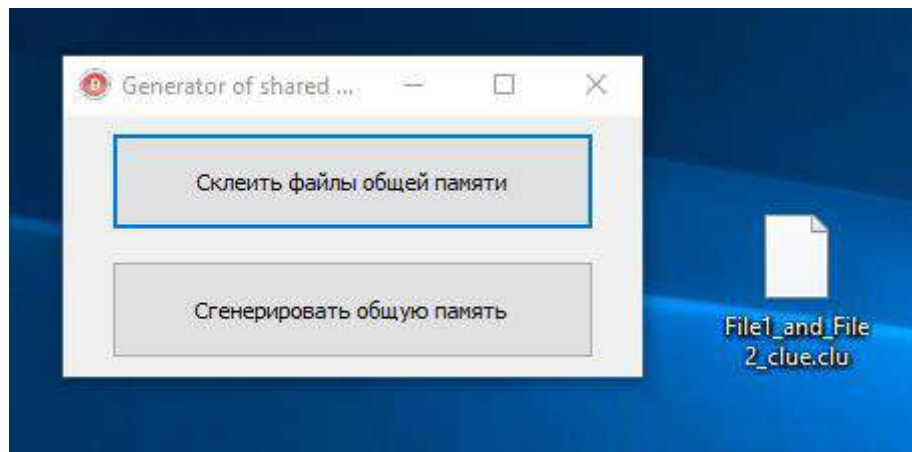 Generator of shared ...
Склеить файлы общей памяти
Сгенерировать общую память
File1_and_File
2_clue.clu